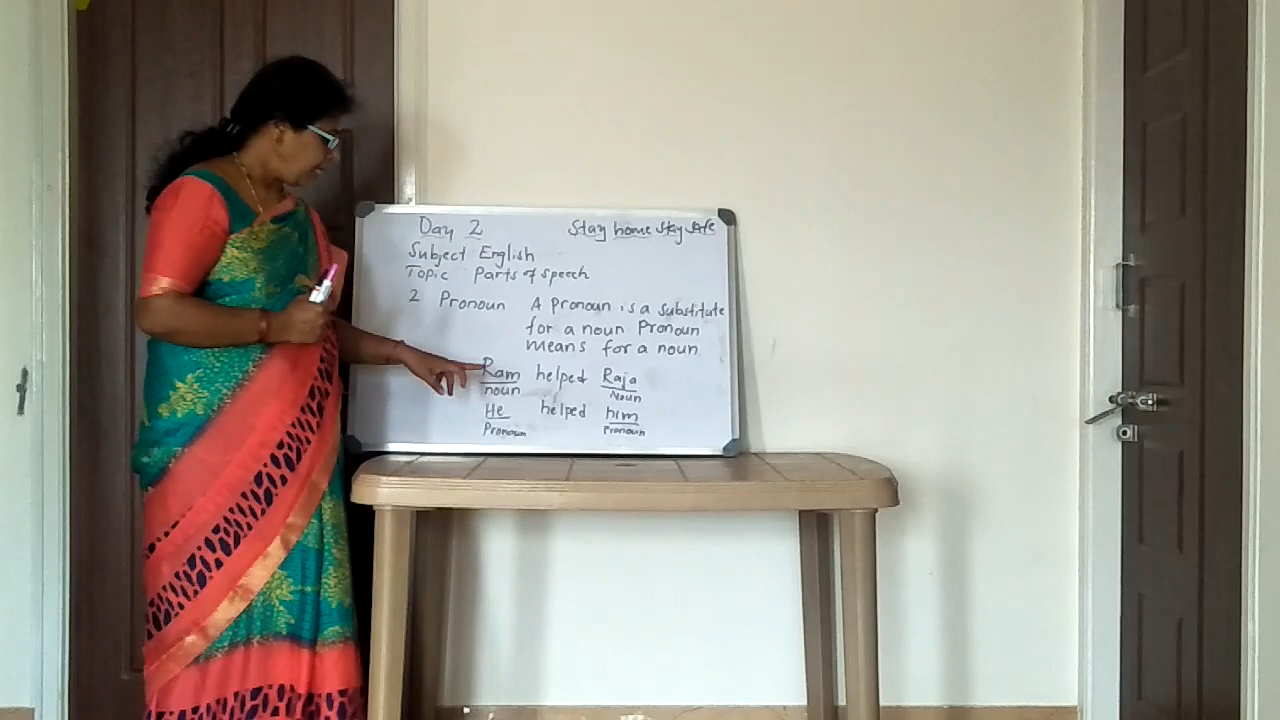 Day 2 Stay home stay safe
Subject English
Topic Parts of speech
2 Pronoun A pronoun is a substitute
for a noun Pronoun
means for a noun
Ram helped Raja
noun Noun
He helped him
Pronoun Pronoun